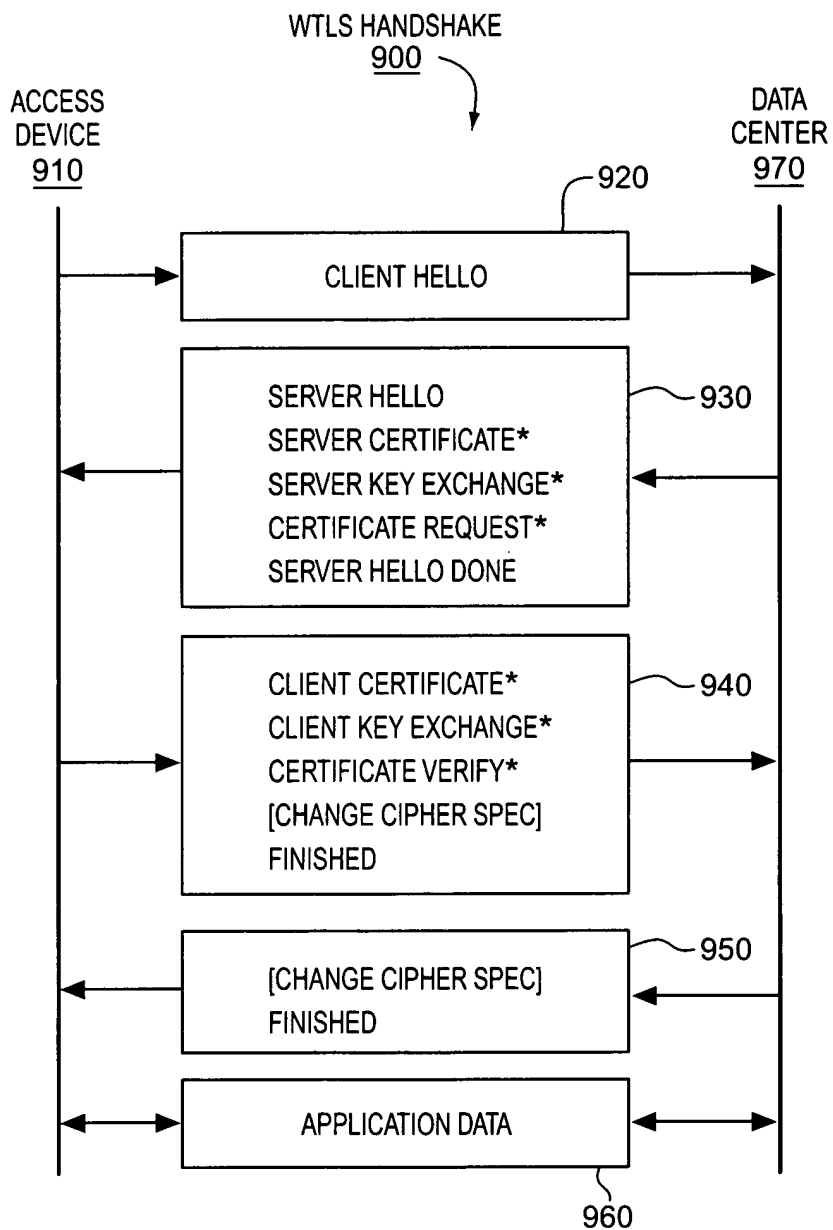 WTLS HANDSHAKE
900
ACCESS
DEVICE
910
DATA
CENTER
970
920
CLIENT HELLO
SERVER HELLO
SERVER CERTIFICATE*
SERVER KEY EXCHANGE*
CERTIFICATE REQUEST*
SERVER HELLO DONE
930
CLIENT CERTIFICATE*
CLIENT KEY EXCHANGE*
CERTIFICATE VERIFY*
[CHANGE CIPHER SPEC]
FINISHED
940
[CHANGE CIPHER SPEC]
FINISHED
950
APPLICATION DATA
960